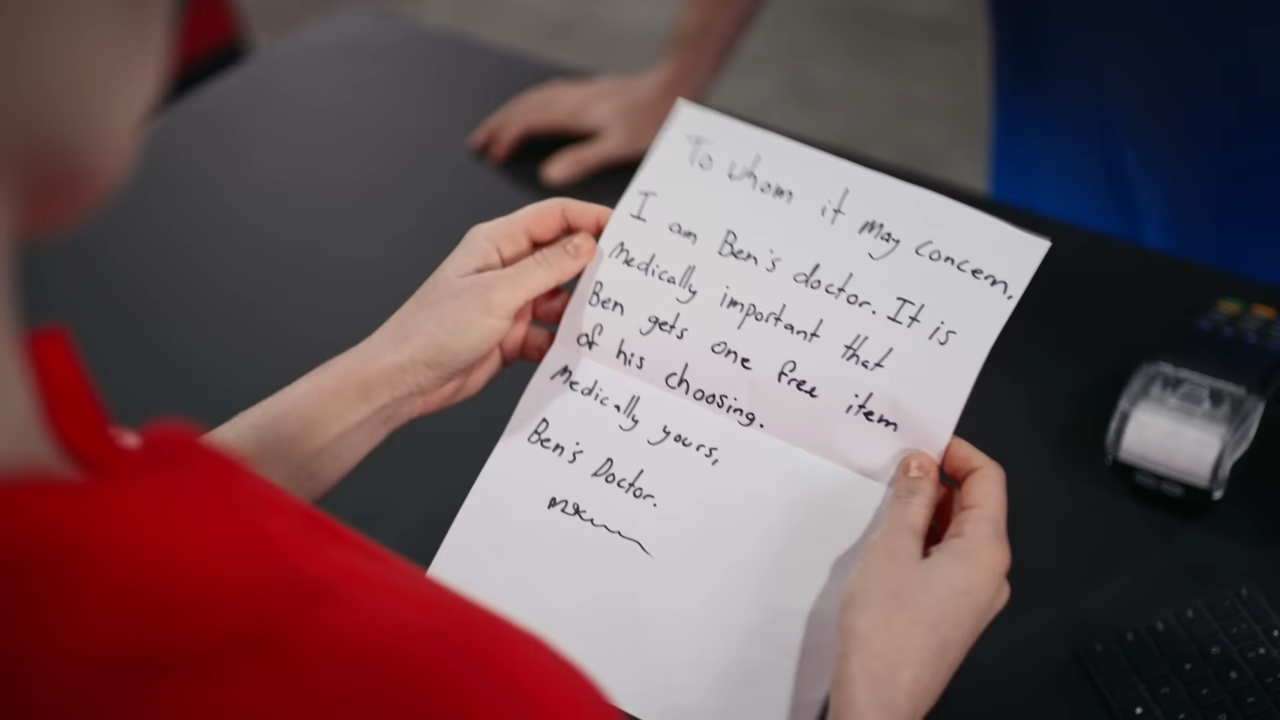 To whom it may concern,
I am Ben's doctor. It is
medically important that
Ben gets one free item
of his choosing.
medically yours,
Ben's Doctor.